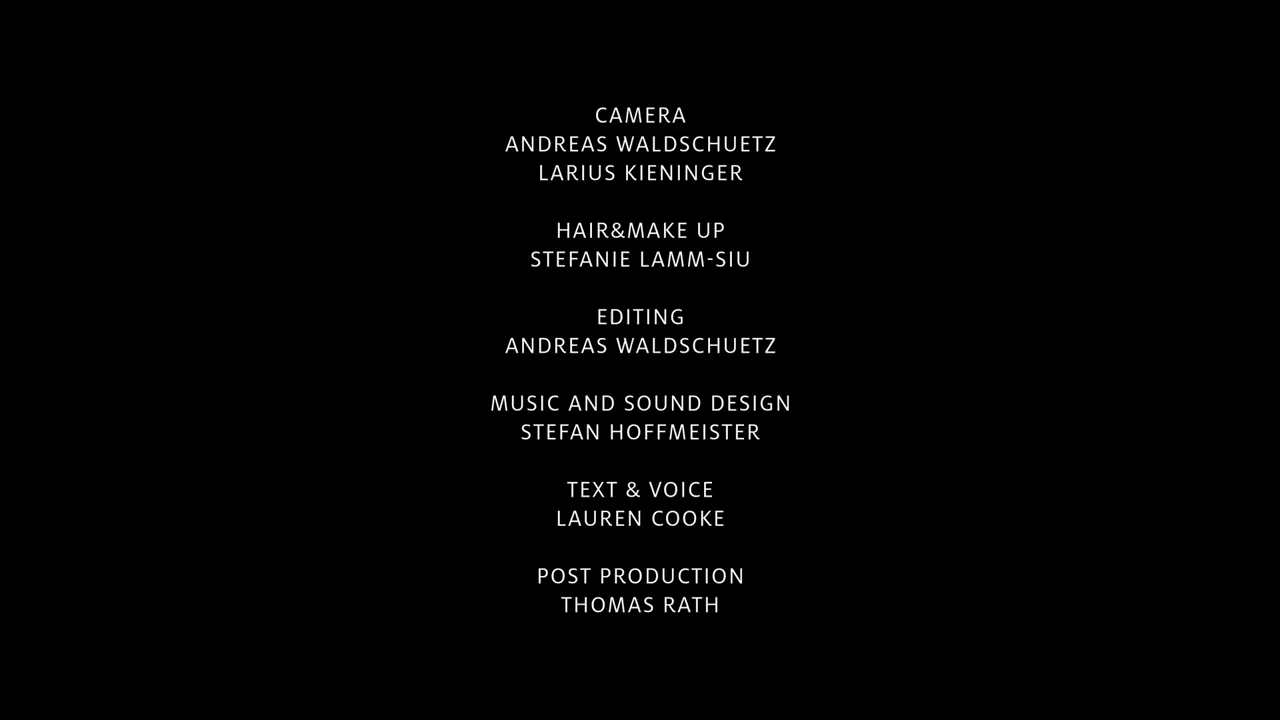 CAMERA
ANDREAS WALDSCHUETZ
LARIUS KIENINGER
HAIR&MAKE UP
STEFANIE LAMM-SIU
EDITING
ANDREAS WALDSCHUETZ
MUSIC AND SOUND DESIGN
STEFAN HOFFMEISTER
TEXT & VOICE
LAUREN COOKE
POST PRODUCTION
THOMAS RATH